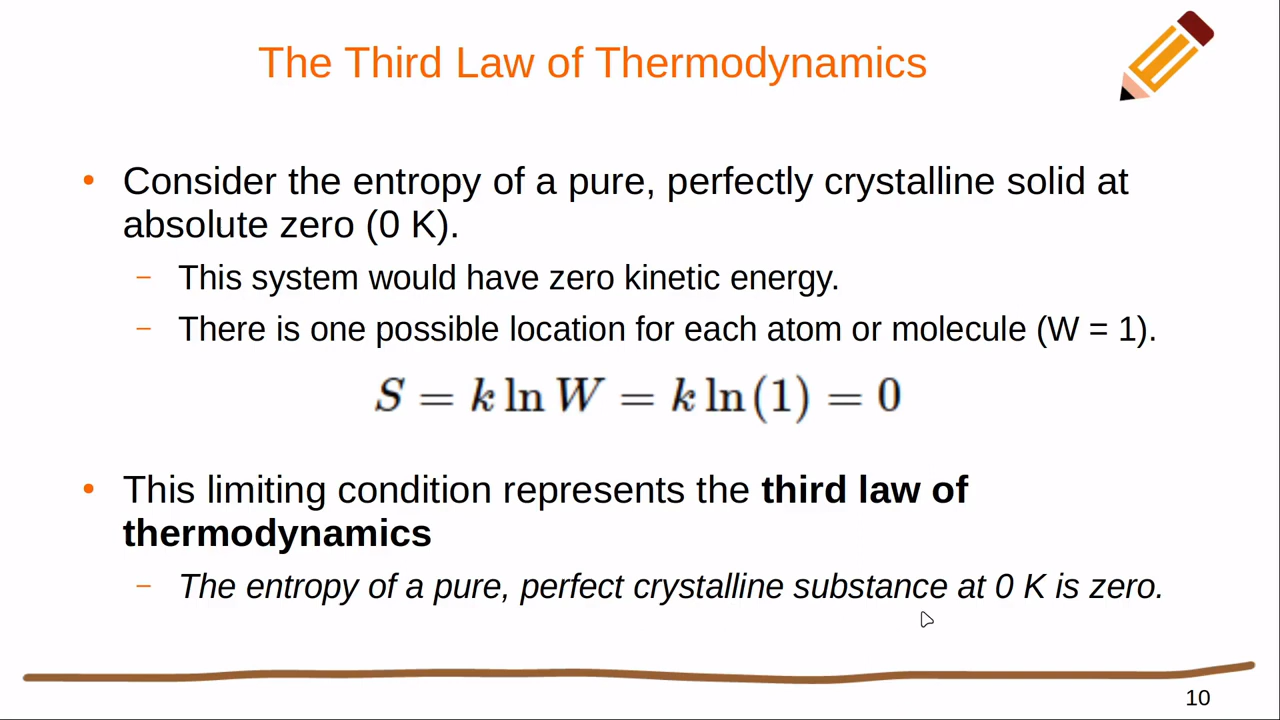 The Third Law of Thermodynamics
• Consider the entropy of a pure, perfectly crystalline solid at
absolute zero (0 K).
– This system would have zero kinetic energy.
– There is one possible location for each atom or molecule (W = 1).
S = k ln W = k ln(1) = 0
• This limiting condition represents the third law of
thermodynamics
– The entropy of a pure, perfect crystalline substance at 0 K is zero.
10